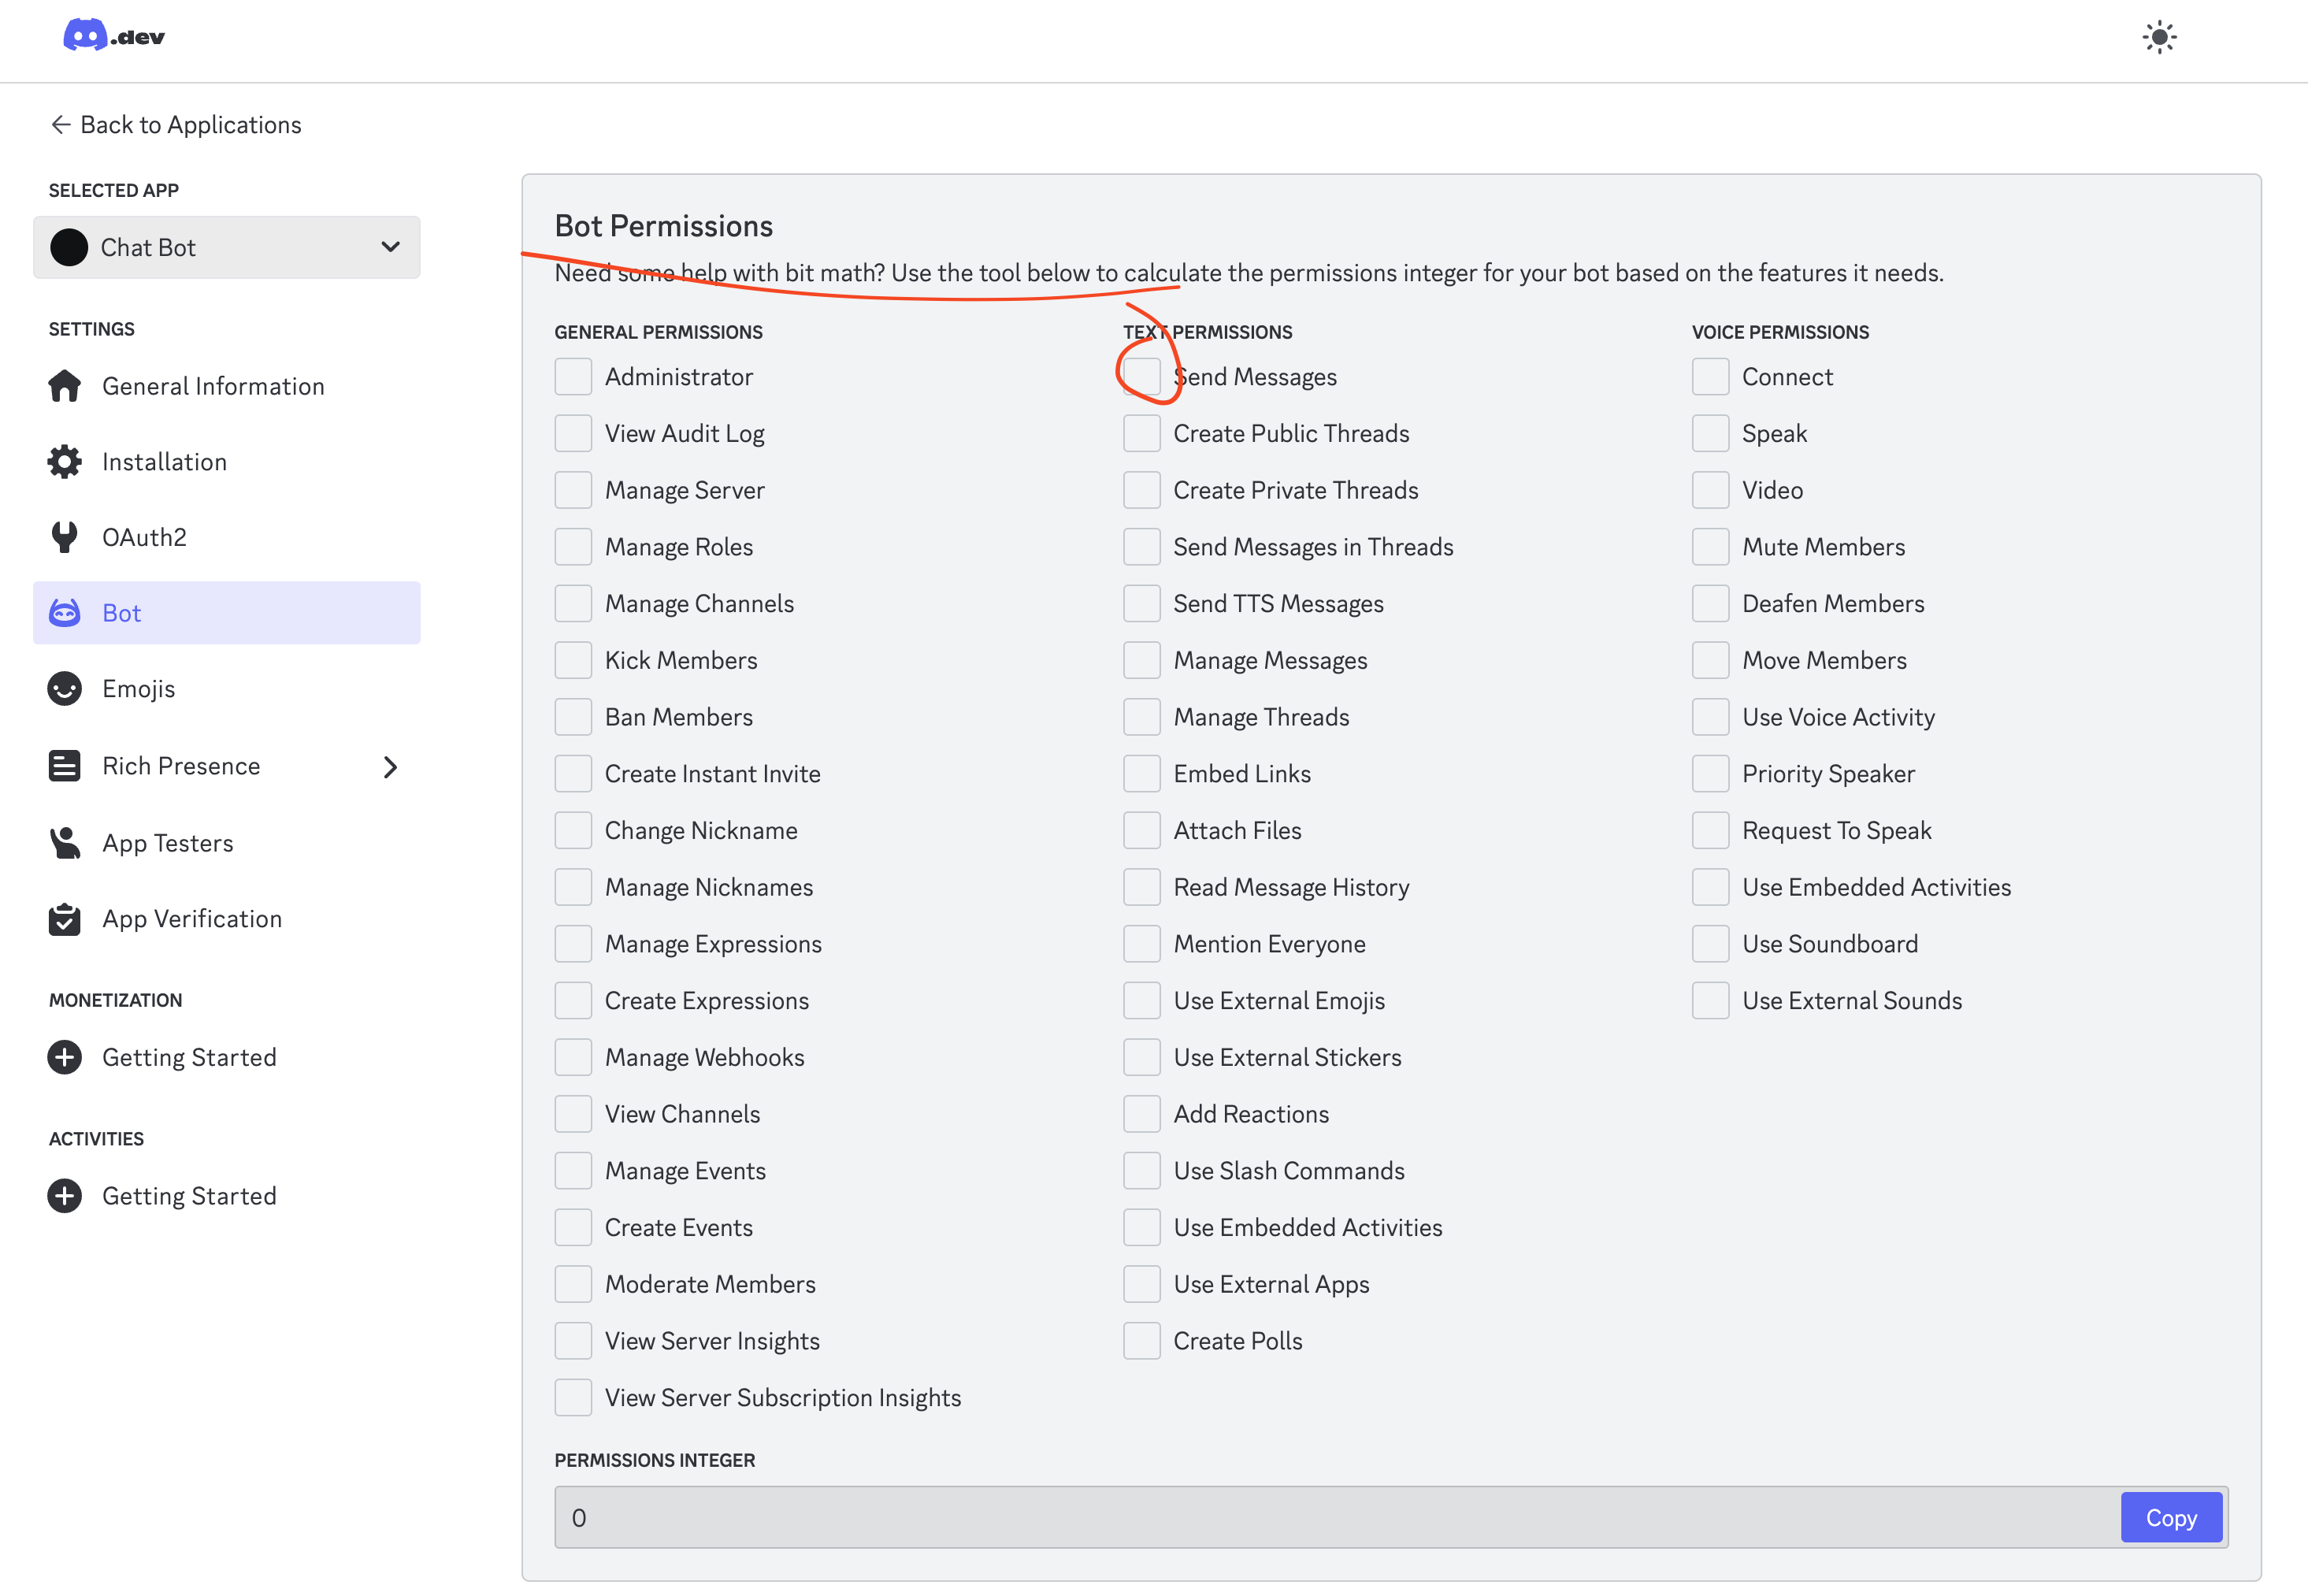 .dev
Back to Applications
SELECTED APP
Chat Bot
SETTINGS
General Information
Installation
OAuth2
Bot
Emojis
Rich Presence
App Testers
App Verification
MONETIZATION
Getting Started
ACTIVITIES
Getting Started
Bot Permissions
Need some help with bit math? Use the tool below to calculate the permissions integer for your bot based on the features it needs.
GENERAL PERMISSIONS
Administrator
View Audit Log
Manage Server
Manage Roles
Manage Channels
Kick Members
Ban Members
Create Instant Invite
Change Nickname
Manage Nicknames
Manage Expressions
Create Expressions
Manage Webhooks
View Channels
Manage Events
Create Events
Moderate Members
View Server Insights
View Server Subscription Insights
TEXT PERMISSIONS
Send Messages
Create Public Threads
Create Private Threads
Send Messages in Threads
Send TTS Messages
Manage Messages
Manage Threads
Embed Links
Attach Files
Read Message History
Mention Everyone
Use External Emojis
Use External Stickers
Add Reactions
Use Slash Commands
Use Embedded Activities
Use External Apps
Create Polls
VOICE PERMISSIONS
Connect
Speak
Video
Mute Members
Deafen Members
Move Members
Use Voice Activity
Priority Speaker
Request To Speak
Use Embedded Activities
Use Soundboard
Use External Sounds
PERMISSIONS INTEGER
0
Copy